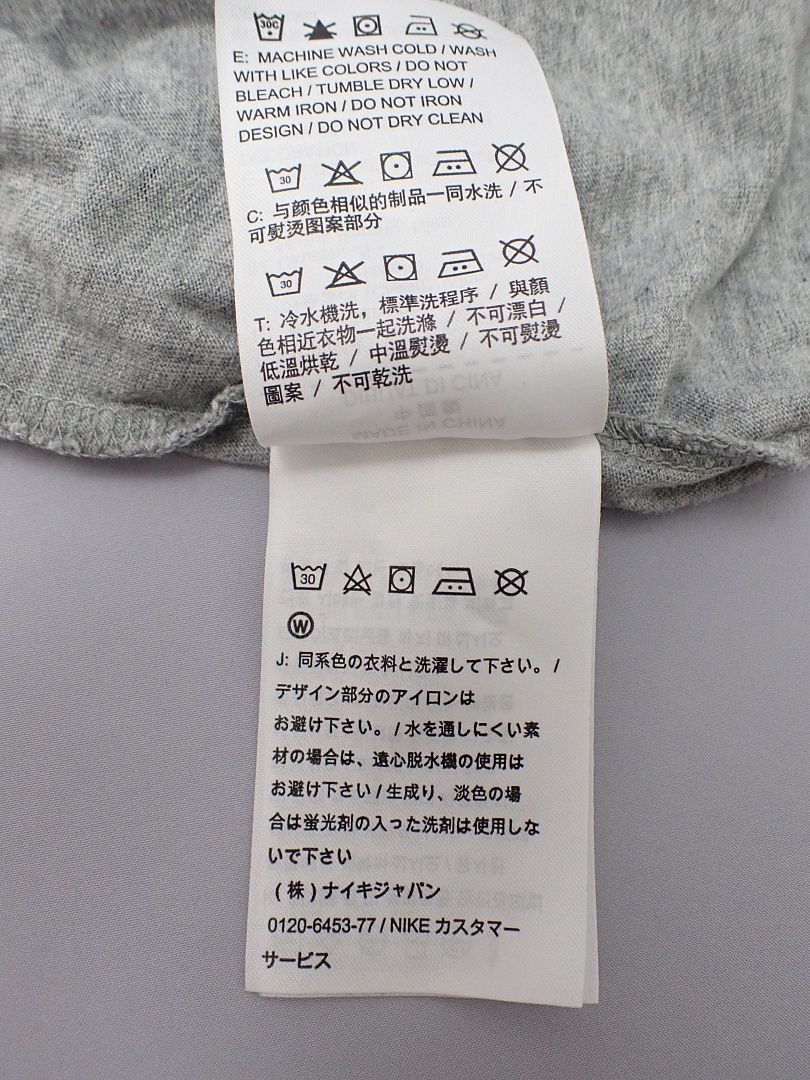 30C
E: MACHINE WASH COLD / WASH
WITH LIKE COLORS / DO NOT
BLEACH / TUMBLE DRY LOW /
WARM IRON / DO NOT IRON
DESIGN / DO NOT DRY CLEAN
30
C: 与颜色相似的制品一同水洗 / 不
可熨烫图案部分
30
T: 冷水機洗，標準洗程序 / 與顏
色相近衣物一起洗滌 / 不可漂白 /
低溫烘乾 / 中溫熨燙 / 不可熨燙
圖案 / 不可乾洗
MADE IN CHINA
30
W
J: 同系色の衣料と洗濯して下さい。/
デザイン部分のアイロンは
お避け下さい。/ 水を通しにくい素
材の場合は、遠心脱水機の使用は
お避け下さい / 生成り、淡色の場
合は蛍光剤の入った洗剤は使用しな
いで下さい
(株) ナイキジャパン
0120-6453-77 / NIKE カスタマー
サービス